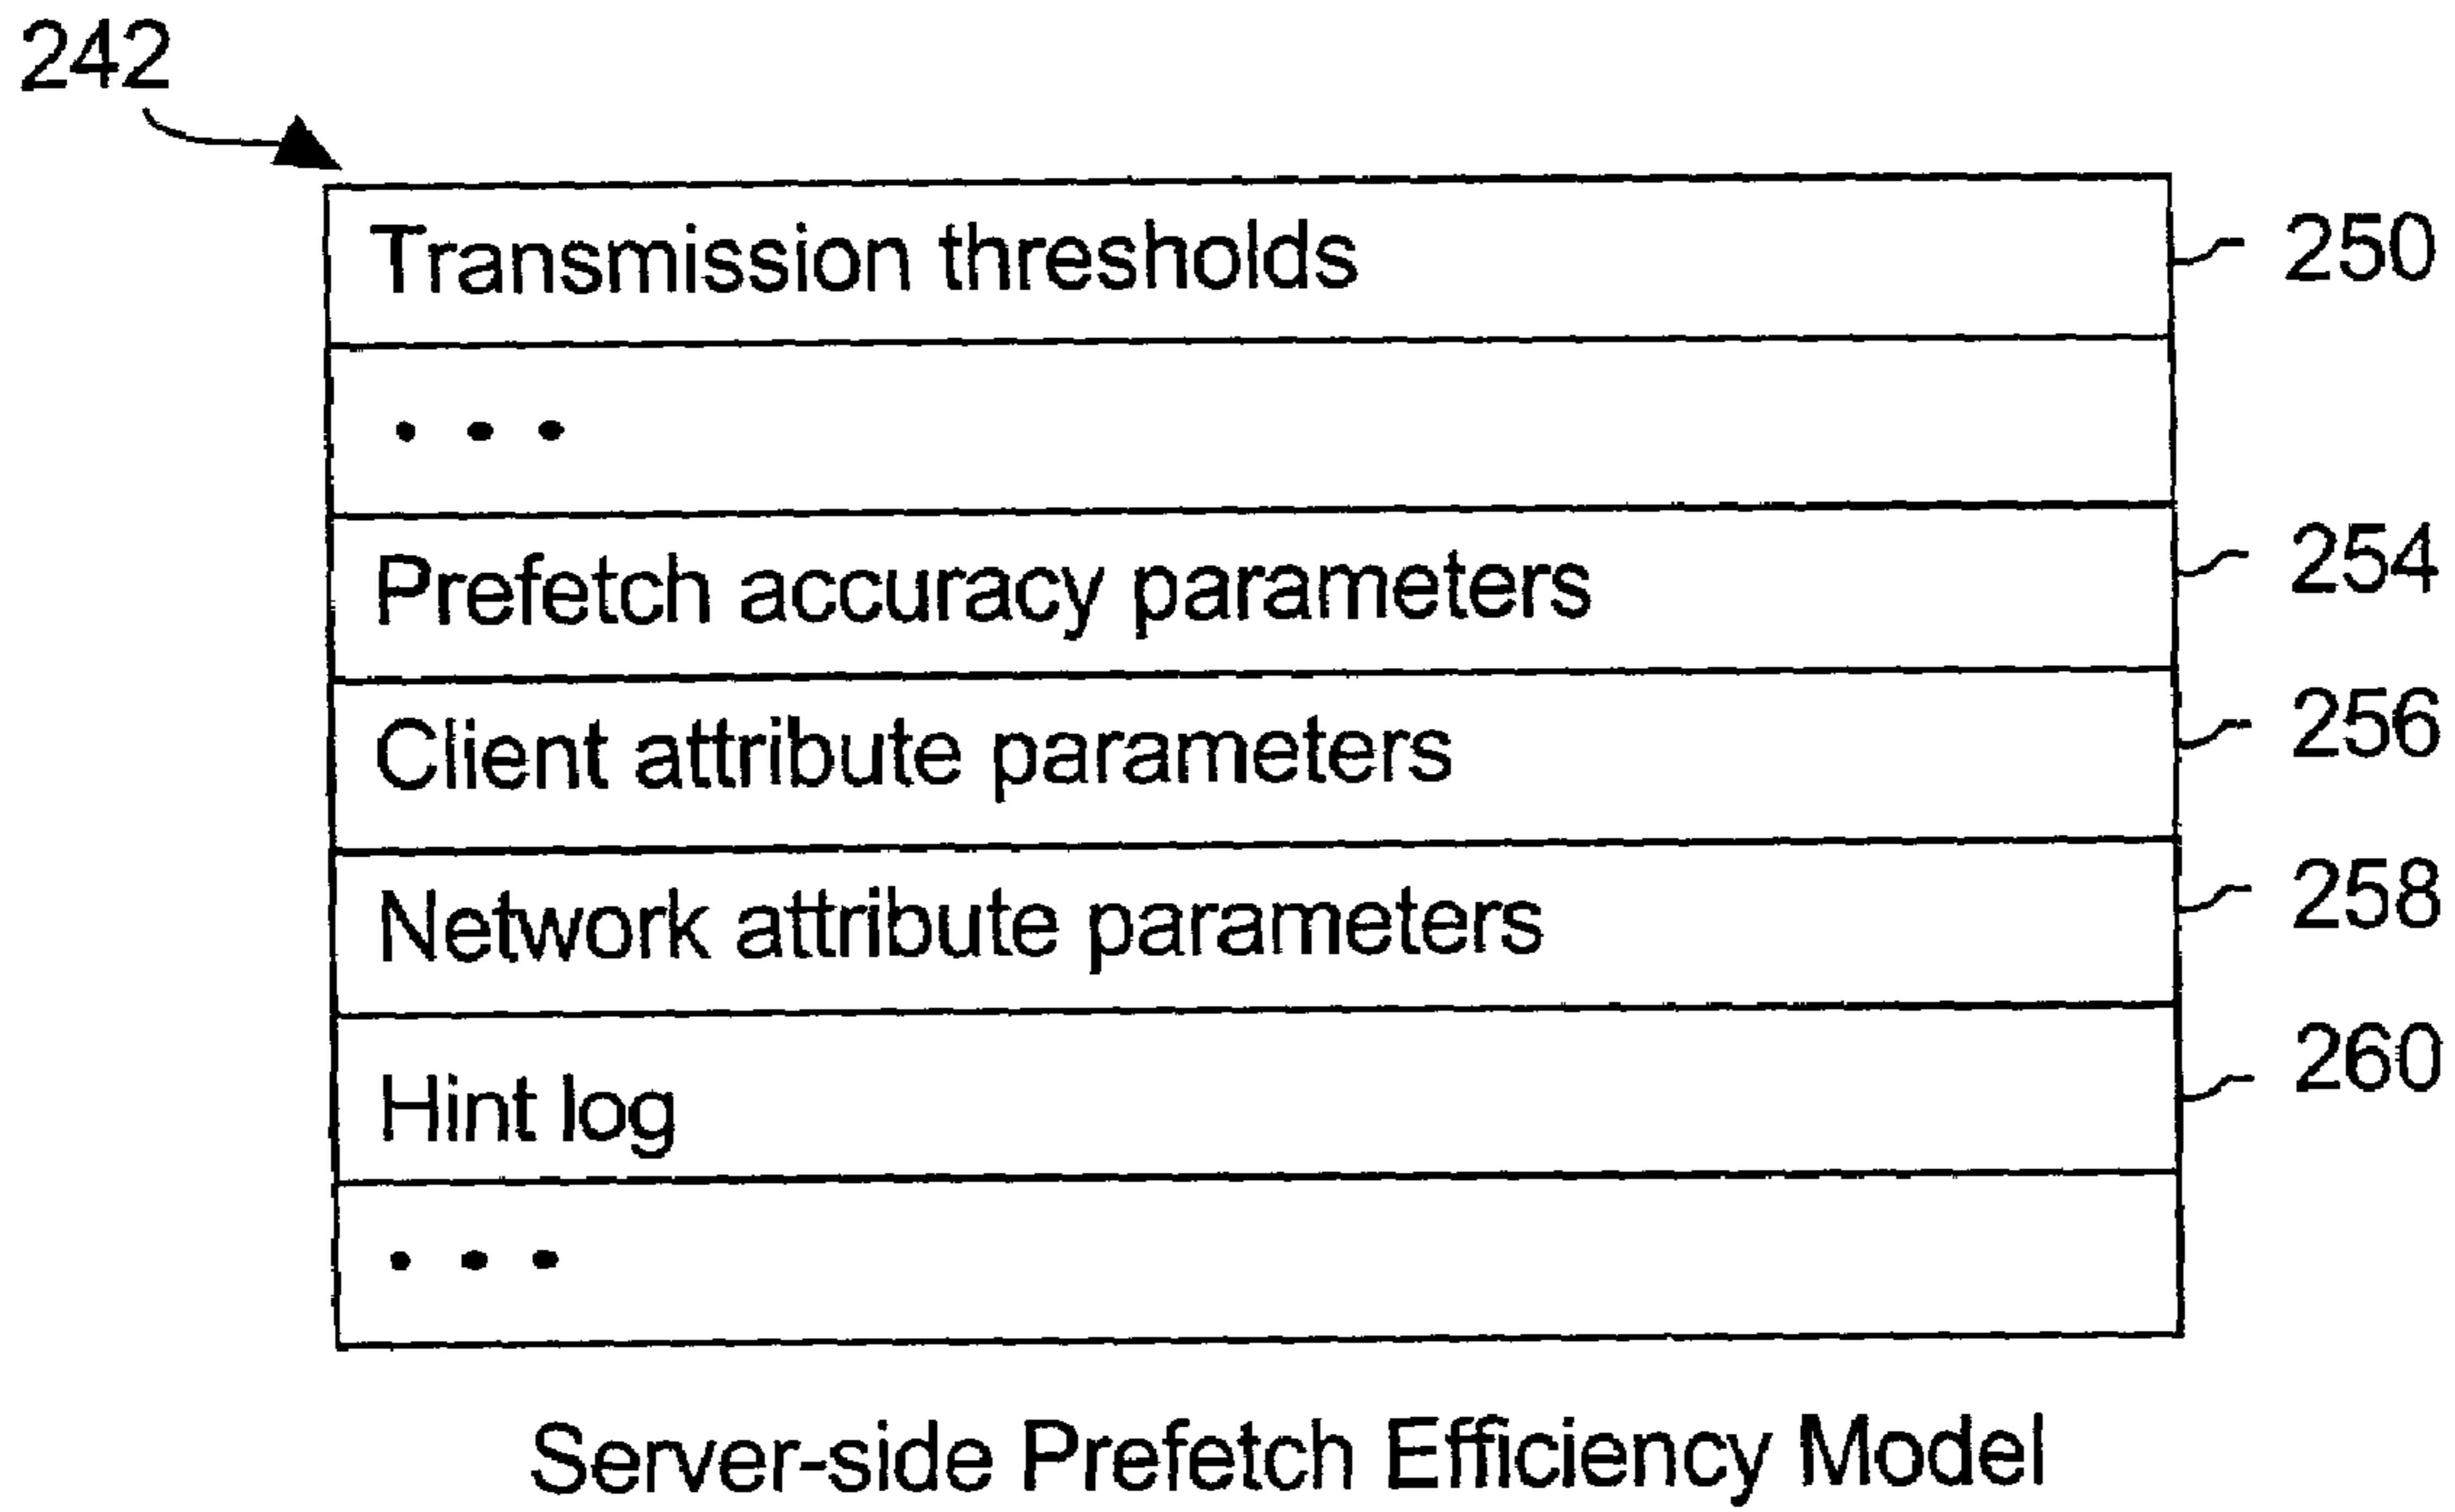 242
Transmission thresholds 250
• • •
Prefetch accuracy parameters 254
Client attribute parameters 256
Network attribute parameters 258
Hint log 260
• • •
Server-side Prefetch Efficiency Model